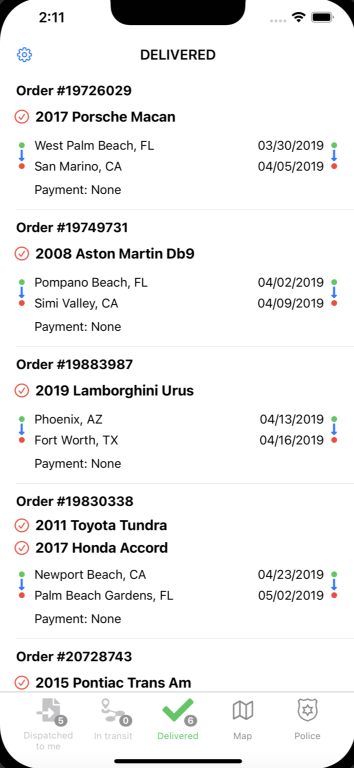 2:11
DELIVERED
Order #19726029
2017 Porsche Macan
West Palm Beach, FL 03/30/2019
San Marino, CA 04/05/2019
Payment: None
Order #19749731
2008 Aston Martin Db9
Pompano Beach, FL 04/02/2019
Simi Valley, CA 04/09/2019
Payment: None
Order #19883987
2019 Lamborghini Urus
Phoenix, AZ 04/13/2019
Fort Worth, TX 04/16/2019
Payment: None
Order #19830338
2011 Toyota Tundra
2017 Honda Accord
Newport Beach, CA 04/23/2019
Palm Beach Gardens, FL 05/02/2019
Payment: None
Order #20728743
2015 Pontiac Trans Am
5 0 6
Dispatched to me In transit Delivered Map Police